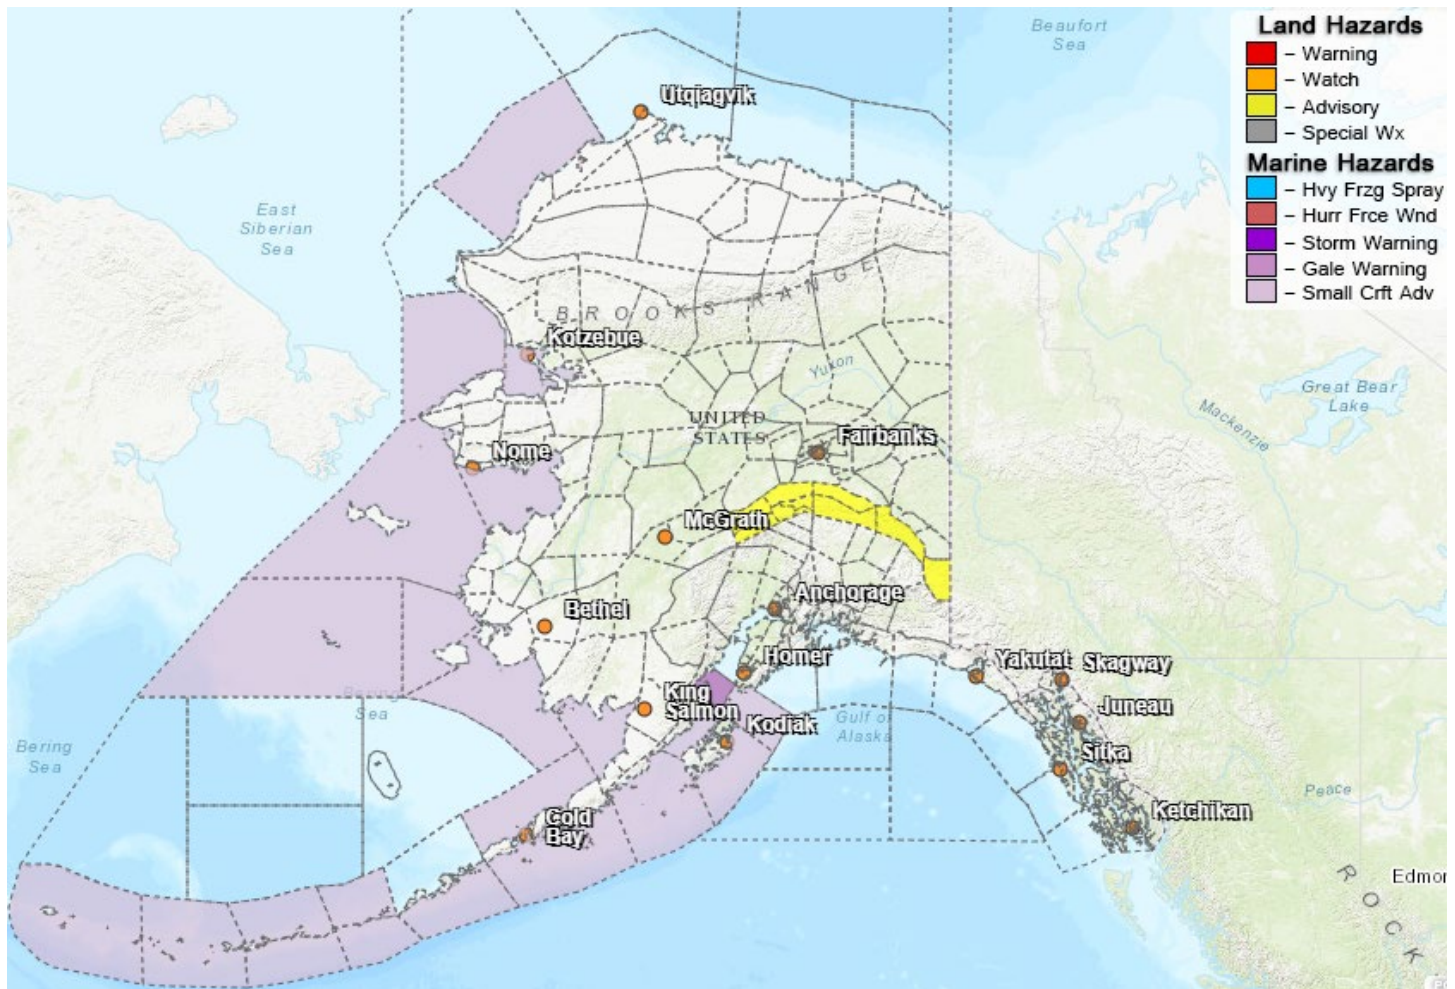 Land Hazards
– Warning
– Watch
– Advisory
– Special Wx
Marine Hazards
– Hvy Frzg Spray
– Hurr Frce Wnd
– Storm Warning
– Gale Warning
– Small Crft Adv
Beaufort
Sea
Utqiagvik
East
Siberian
Sea
BROOKS RANGE
Kotzebue
Yukon
Great Bear
Lake
Mackenzie
UNITED
STATES
Fairbanks
Nome
McGrath
Anchorage
Bethel
Homer
Yakutat
Skagway
King
Salmon
Bering
Sea
Kodiak
Gulf of
Alaska
Juneau
Bering
Sea
Sitka
Peace
Cold
Bay
Ketchikan
ROCK
Edmor